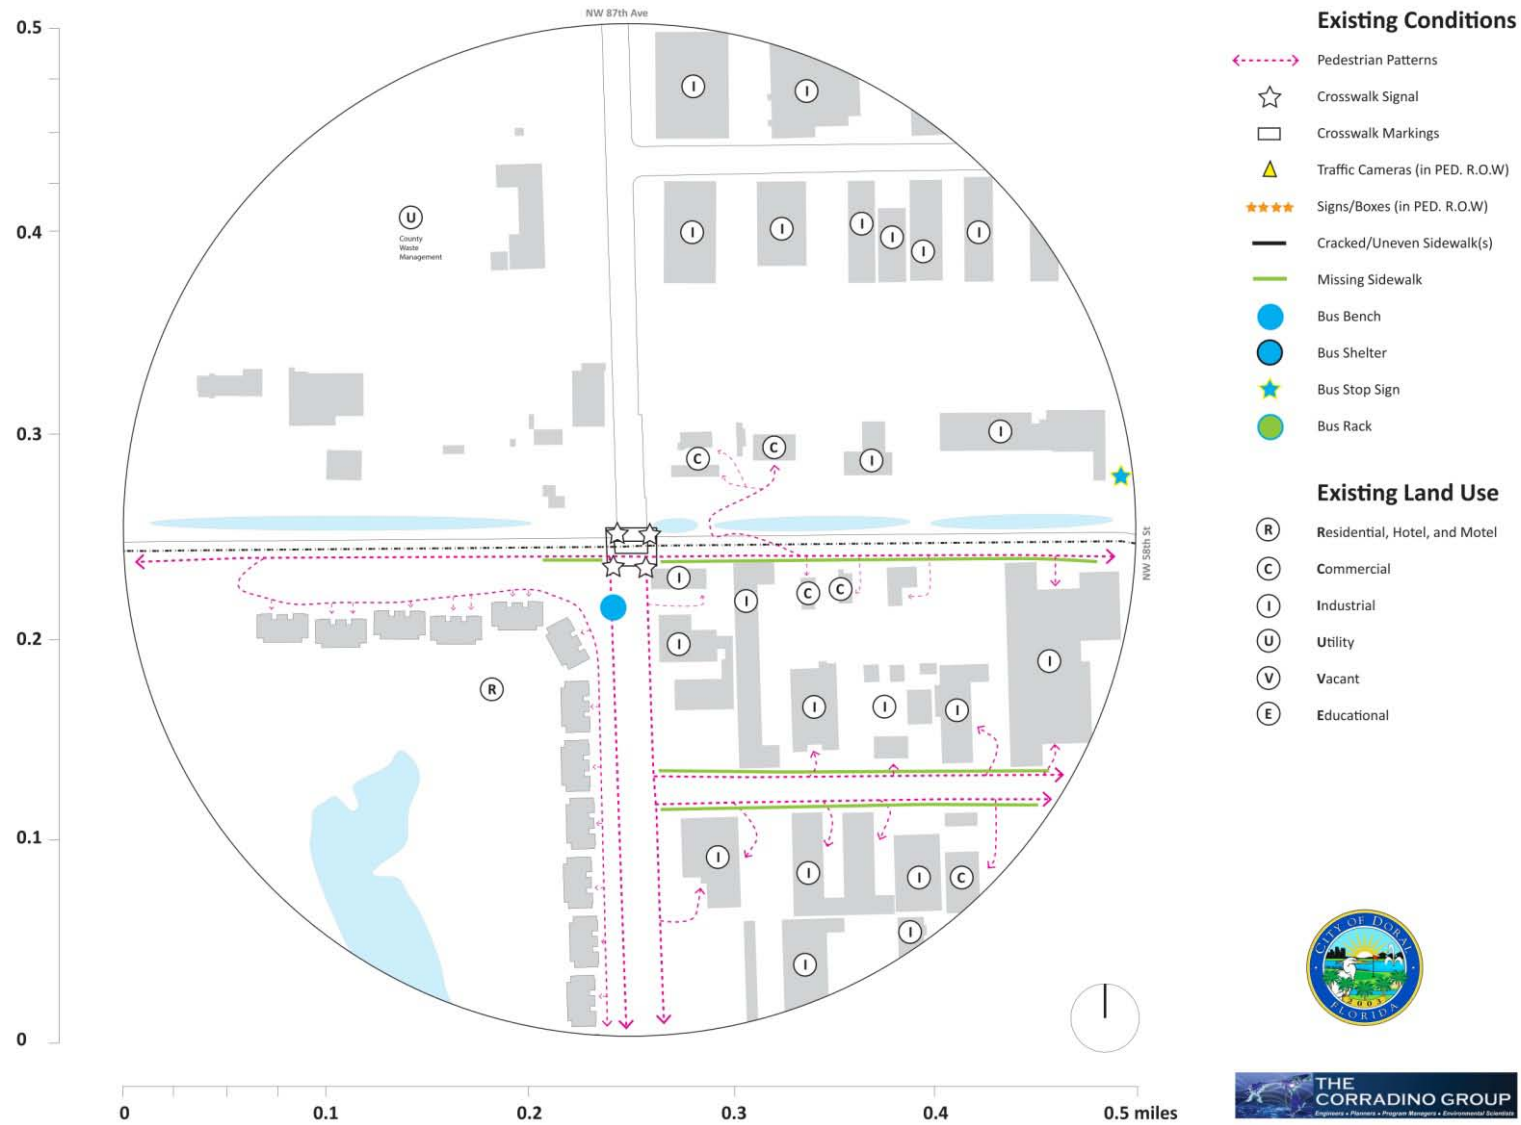 NW 87th Ave
0.5
0.4
0.3
0.2
0.1
0
I
I
I
I
I
I
I
I
U
County
Waste
Management
C
C
I
I
NW 58th St
I
I
C
C
I
I
R
I
I
I
I
I
I
C
I
I
0
0.1
0.2
0.3
0.4
0.5 miles
Existing Conditions
Pedestrian Patterns
Crosswalk Signal
Crosswalk Markings
Traffic Cameras (in PED. R.O.W)
Signs/Boxes (in PED. R.O.W)
Cracked/Uneven Sidewalk(s)
Missing Sidewalk
Bus Bench
Bus Shelter
Bus Stop Sign
Bus Rack
Existing Land Use
R Residential, Hotel, and Motel
C Commercial
I Industrial
U Utility
V Vacant
E Educational
CITY OF DORAL
2003
FLORIDA
THE
CORRADINO GROUP
Engineers • Planners • Program Managers • Environmental Scientists